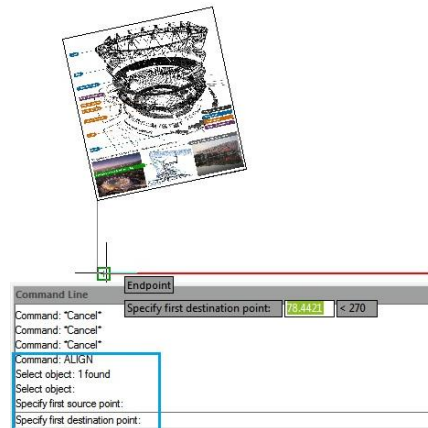 Endpoint
Specify first destination point: 78.4421 < 270
Command Line
Command: *Cancel*
Command: *Cancel*
Command: *Cancel*
Command: ALIGN
Select object: 1 found
Select object:
Specify first source point:
Specify first destination point: